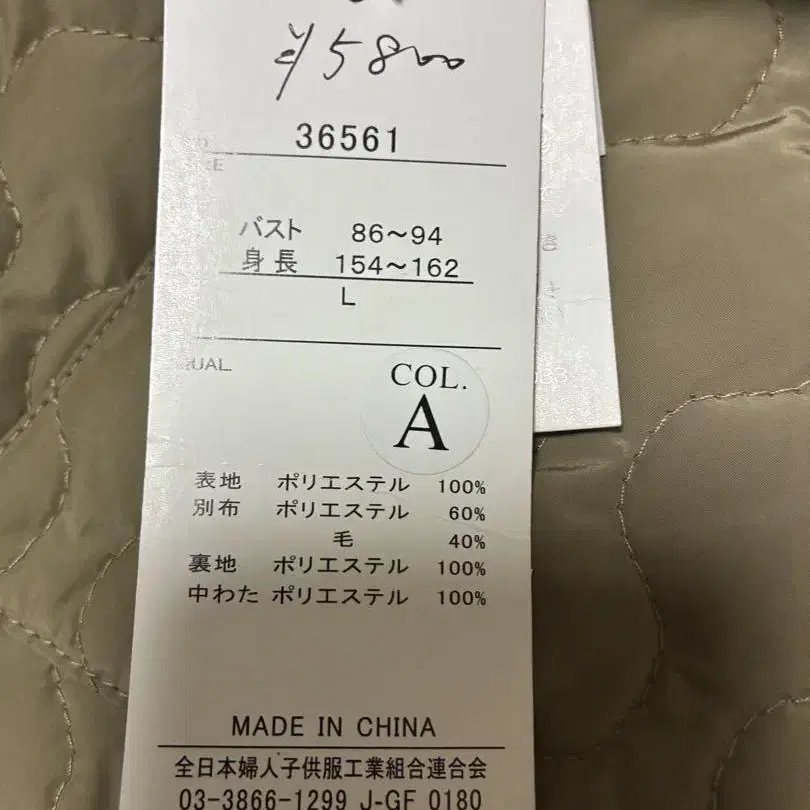 ¥5800
36561
バスト 86～94
身長 154～162
L
QUAL
COL.
A
表地 ポリエステル 100%
別布 ポリエステル 60%
毛 40%
裏地 ポリエステル 100%
中わた ポリエステル 100%
MADE IN CHINA
全日本婦人子供服工業組合連合会
03-3866-1299 J-GF 0180